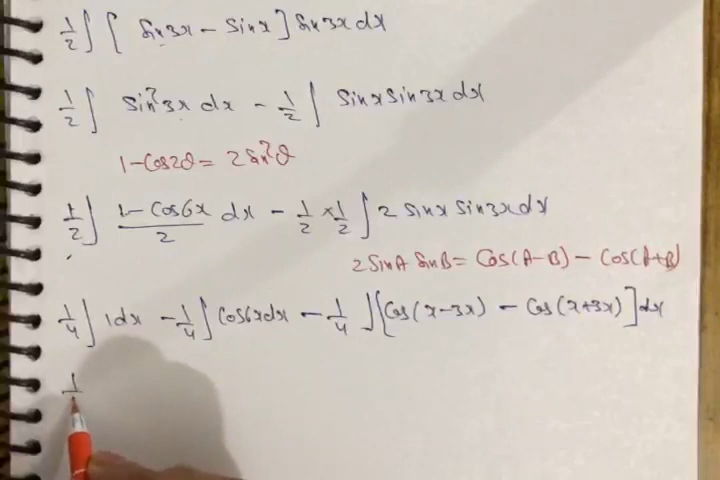 1/2 ∫ [ Sin3x - Sinx ] Sin3x dx
1/2 ∫ Sin²3x dx - 1/2 ∫ Sinx Sin3x dx
1-Cos2θ = 2Sin²θ
1/2 ∫ 1-Cos6x/2 dx - 1/2 × 1/2 ∫ 2 Sinx Sin3x dx
2SinA SinB = Cos(A-B) - Cos(A+B)
1/4 ∫ 1dx - 1/4 ∫ Cos6x dx - 1/4 ∫ [Cos(x-3x) - Cos(x+3x)] dx
1